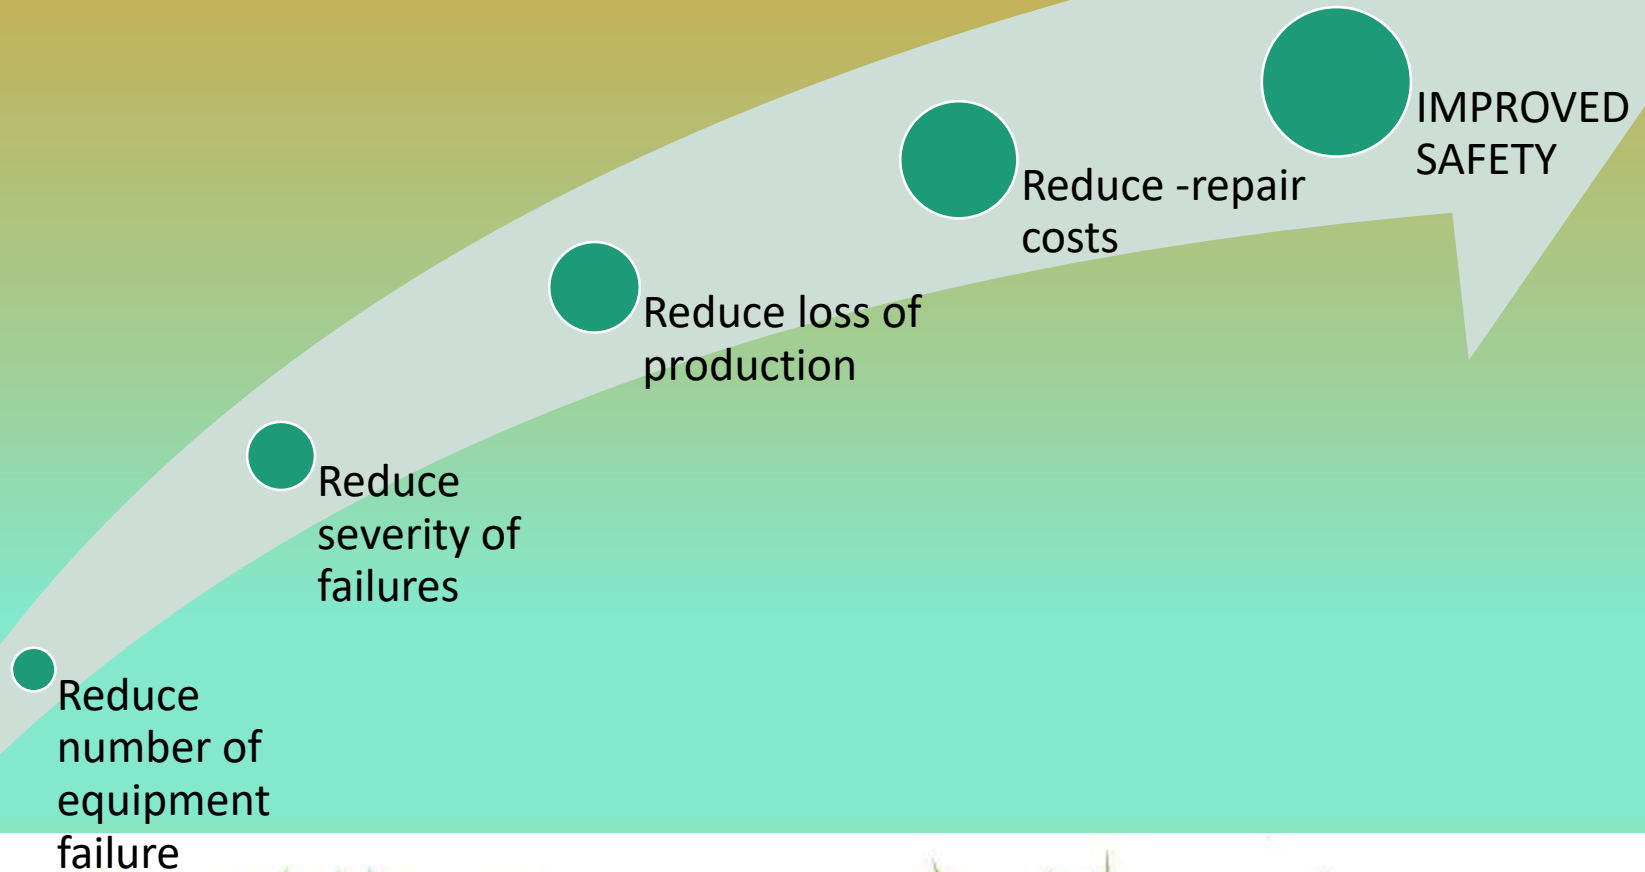 Reduce
number of
equipment
failure
Reduce
severity of
failures
Reduce loss of
production
Reduce -repair
costs
IMPROVED
SAFETY